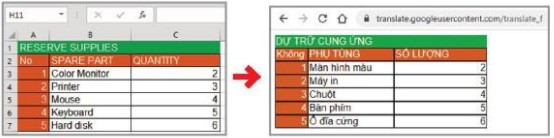 H11
fx
A B C
1 RESERVE SUPPLIES
2 No SPARE PART QUANTITY
3 1 Color Monitor 2
4 2 Printer 3
5 3 Mouse 4
6 4 Keyboard 5
7 5 Hard disk 6
translate.googleusercontent.com/translate_f
DỰ TRỮ CUNG ỨNG
Không PHỤ TÙNG SỐ LƯỢNG
1 Màn hình màu 2
2 Máy in 3
3 Chuột 4
4 Bàn phím 5
5 Ổ đĩa cứng 6